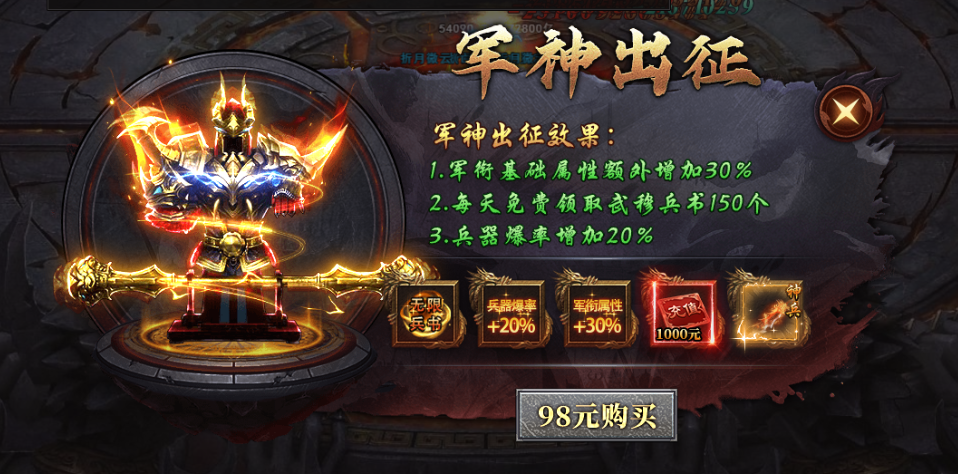 军神出征
军神出征效果：
1.军衔基础属性额外增加30%
2.每天免费领取武穆兵书150个
3.兵器爆率增加20%
无限
兵书
兵器爆率
+20%
军衔属性
+30%
充值
1000元
神兵
98元购买